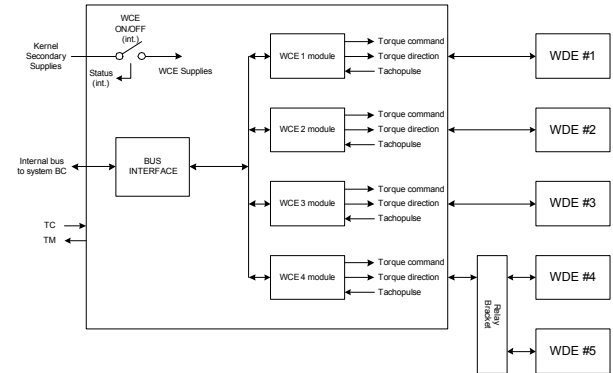 WCE
ON/OFF
(int.)
Kernel
Secondary
Supplies
Status
(int.)
WCE Supplies
WCE 1 module
Torque command
Torque direction
Tachopulse
WDE #1
WCE 2 module
Torque command
Torque direction
Tachopulse
WDE #2
Internal bus
to system BC
BUS
INTERFACE
WCE 3 module
Torque command
Torque direction
Tachopulse
WDE #3
TC
TM
WCE 4 module
Torque command
Torque direction
Tachopulse
Relay
Bracket
WDE #4
WDE #5